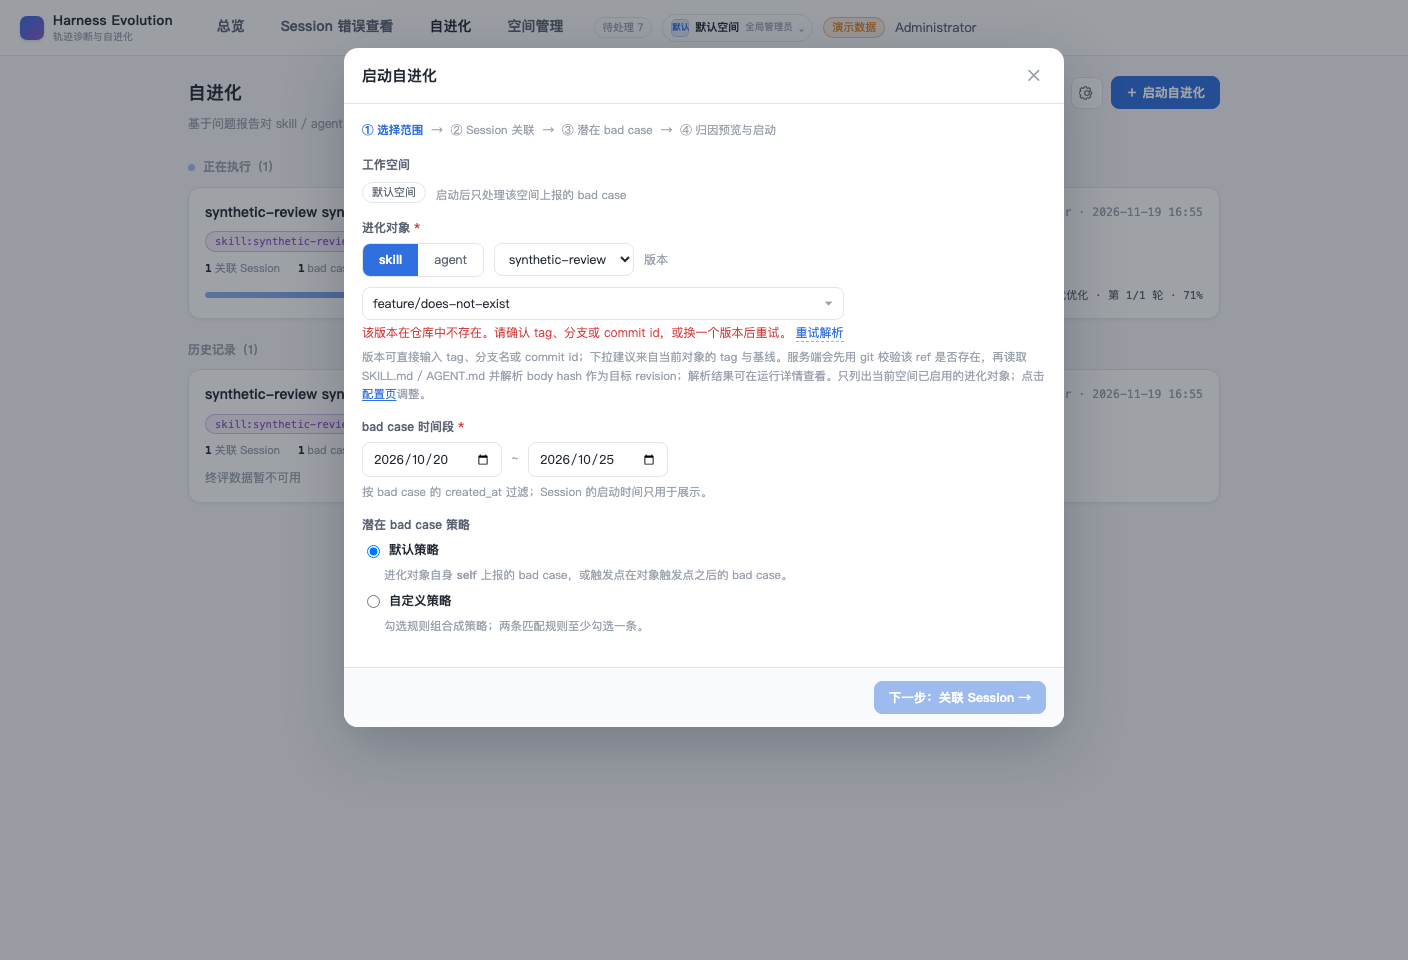 Harness Evolution
轨迹诊断与自进化
总览
Session 错误查看
自进化
空间管理
待处理 7
默认 默认空间 全局管理员
演示数据
Administrator
自进化
基于问题报告对 skill / agent
+ 启动自进化
正在执行 (1)
synthetic-review syn
r · 2026-11-19 16:55
skill:synthetic-revie
1 关联 Session 1 bad cas
优化 · 第 1/1 轮 · 71%
历史记录 (1)
synthetic-review syn
r · 2026-11-19 16:55
skill:synthetic-revie
1 关联 Session 1 bad cas
终评数据暂不可用
启动自进化
① 选择范围 → ② Session 关联 → ③ 潜在 bad case → ④ 归因预览与启动
工作空间
默认空间 启动后只处理该空间上报的 bad case
进化对象 *
skill agent synthetic-review 版本
feature/does-not-exist
该版本在仓库中不存在。请确认 tag、分支或 commit id，或换一个版本后重试。 重试解析
版本可直接输入 tag、分支名或 commit id；下拉建议来自当前对象的 tag 与基线。服务端会先用 git 校验该 ref 是否存在，再读取
SKILL.md / AGENT.md 并解析 body hash 作为目标 revision；解析结果可在运行详情查看。只列出当前空间已启用的进化对象；点击
配置页调整。
bad case 时间段 *
2026/10/20 ~ 2026/10/25
按 bad case 的 created_at 过滤；Session 的启动时间只用于展示。
潜在 bad case 策略
默认策略
进化对象自身 self 上报的 bad case，或触发点在对象触发点之后的 bad case。
自定义策略
勾选规则组合成策略；两条匹配规则至少勾选一条。
下一步：关联 Session →